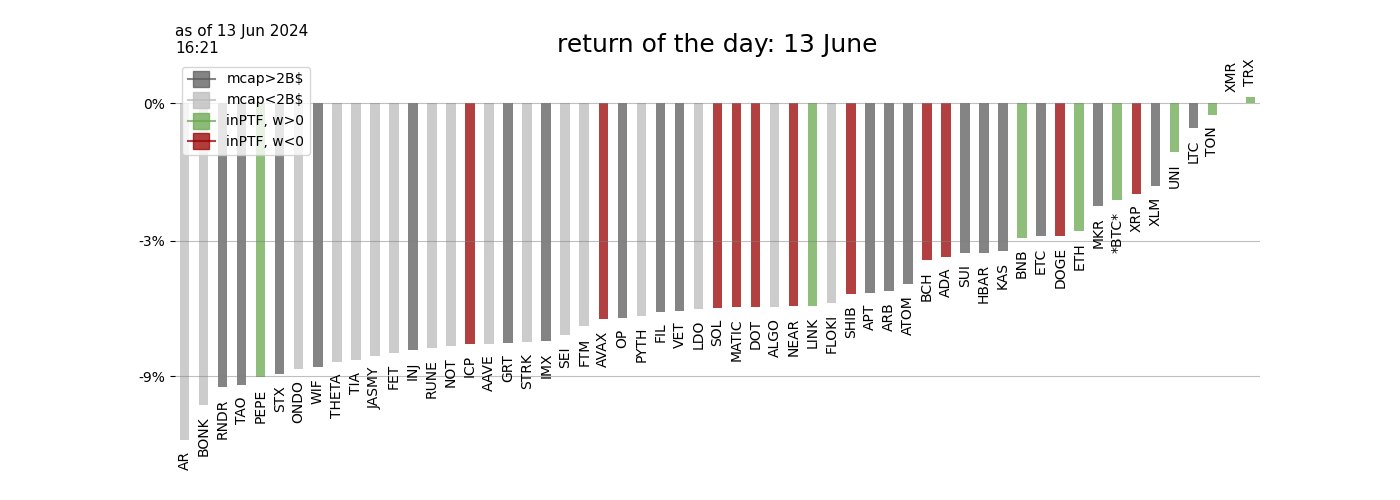 as of 13 Jun 2024
16:21
return of the day: 13 June
mcap>2B$
mcap<2B$
inPTF, w>0
inPTF, w<0
0%
-3%
-9%
AR
BONK
RNDR
TAO
PEPE
STX
ONDO
WIF
THETA
TIA
JASMY
FET
INJ
RUNE
NOT
ICP
AAVE
GRT
STRK
IMX
SEI
FTM
AVAX
OP
PYTH
FIL
VET
LDO
SOL
MATIC
DOT
ALGO
NEAR
LINK
FLOKI
SHIB
APT
ARB
ATOM
BCH
ADA
SUI
HBAR
KAS
BNB
ETC
DOGE
ETH
MKR
*BTC*
XRP
XLM
UNI
LTC
TON
XMR
TRX